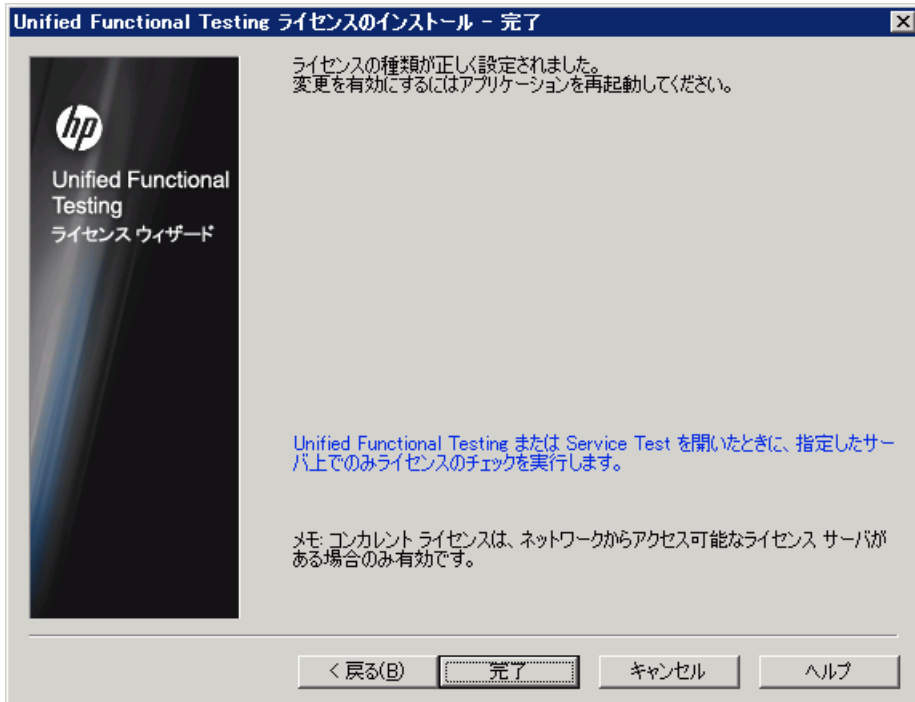 Unified Functional Testing ライセンスのインストール - 完了
hp
Unified Functional
Testing
ライセンス ウィザード
ライセンスの種類が正しく設定されました。
変更を有効にするにはアプリケーションを再起動してください。
Unified Functional Testing または Service Test を開いたときに、指定したサー
バ上でのみライセンスのチェックを実行します。
メモ: コンカレント ライセンスは、ネットワークからアクセス可能なライセンス サーバが
ある場合のみ有効です。
< 戻る(B)
完了
キャンセル
ヘルプ